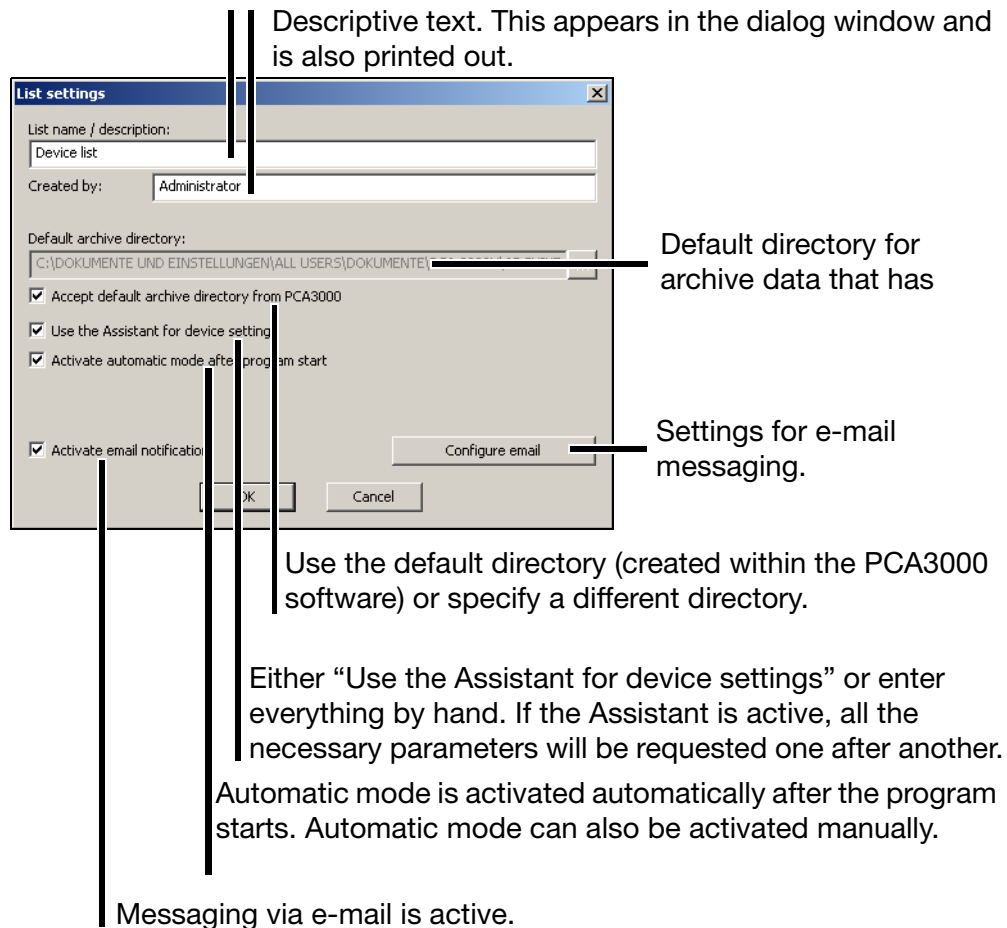 Descriptive text. This appears in the dialog window and
is also printed out.
List settings
List name / description:
Device list
Created by:
Administrator
Default archive directory:
C:\DOKUMENTE UND EINSTELLUNGEN\ALL USERS\DOKUMENTE\
Default directory for
archive data that has
Accept default archive directory from PCA3000
Use the Assistant for device setting
Activate automatic mode after program start
Activate email notification
Configure email
Settings for e-mail
messaging.
OK
Cancel
Use the default directory (created within the PCA3000
software) or specify a different directory.
Either “Use the Assistant for device settings” or enter
everything by hand. If the Assistant is active, all the
necessary parameters will be requested one after another.
Automatic mode is activated automatically after the program
starts. Automatic mode can also be activated manually.
Messaging via e-mail is active.